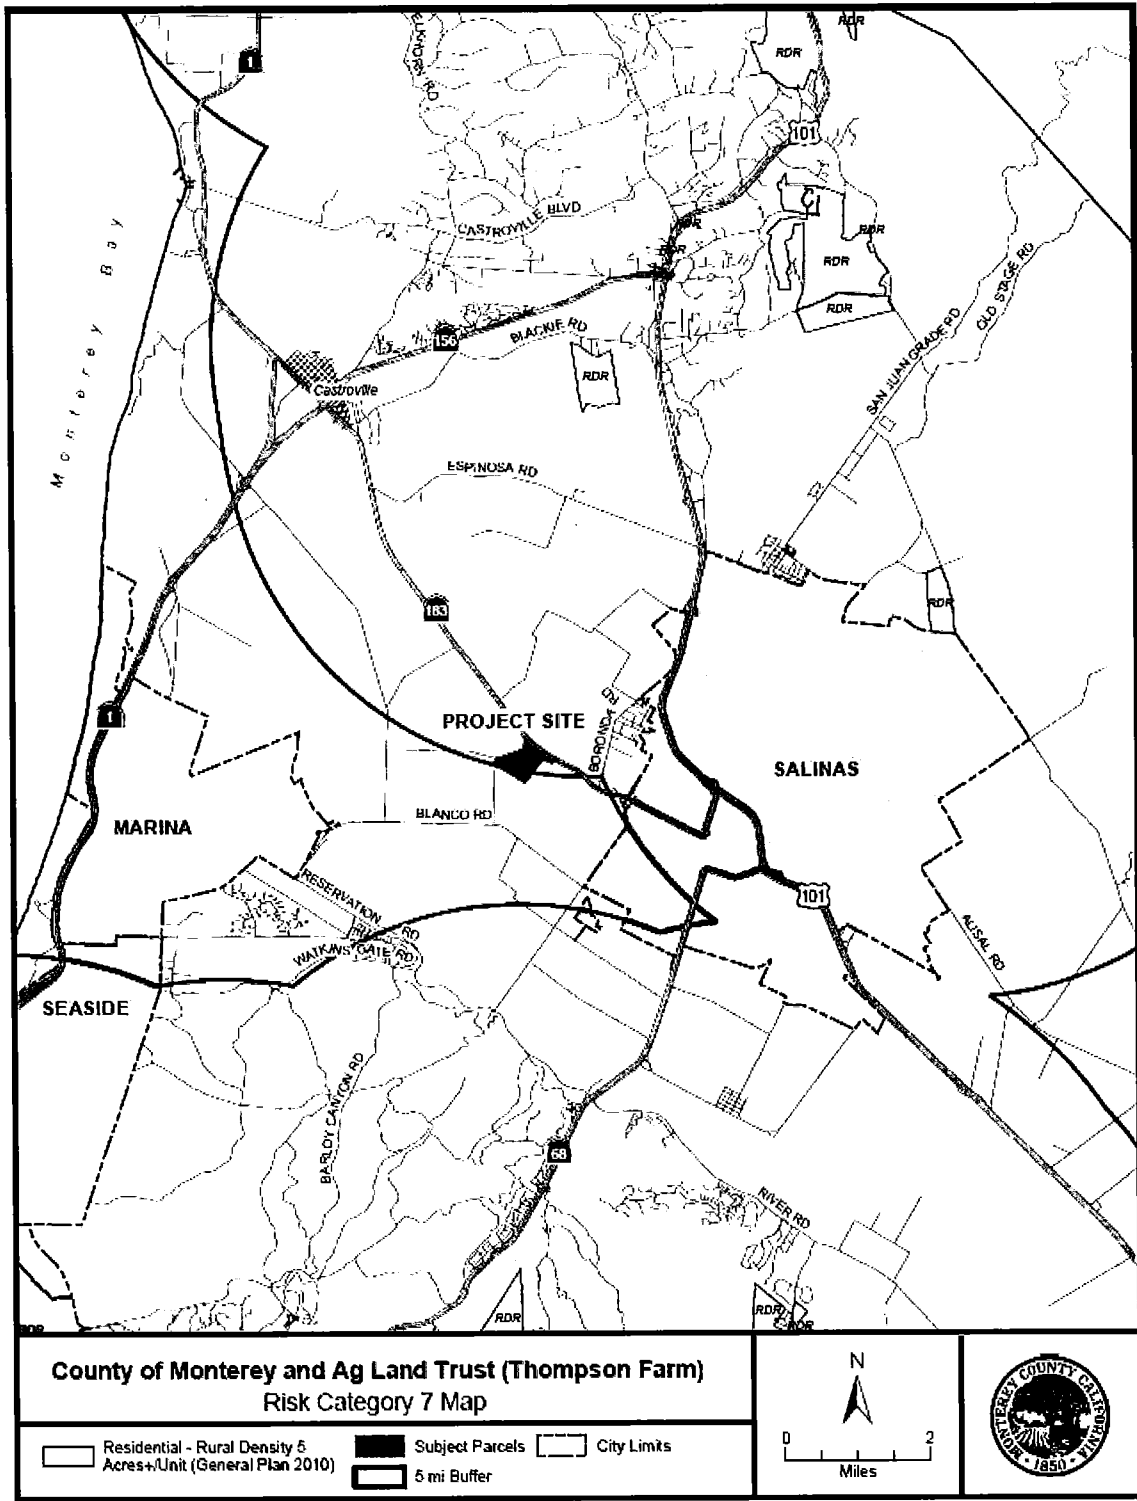 1
ELKHORN RD
RDR
RDR
101
Monterey Bay
CASTROVILLE BLVD
RDR
RDR
RDR
RDR
RDR
OLD STAGE RD
156
BLACKIE RD
SAN JUAN GRADE RD
RDR
Castroville
ESPINOSA RD
183
RDR
1
PROJECT SITE
BORONDA RD
SALINAS
MARINA
BLANCO RD
RESERVATION RD
WATKINS GATE RD
101
ALISAL RD
SEASIDE
BARLOY CANYON RD
68
RIVER RD
RDR
RDR
RDR
RDR
County of Monterey and Ag Land Trust (Thompson Farm)
Risk Category 7 Map
Residential - Rural Density 5
Acres+/Unit (General Plan 2010)
Subject Parcels
City Limits
5 mi Buffer
N
0 2
Miles
MONTEREY COUNTY CALIFORNIA
1850